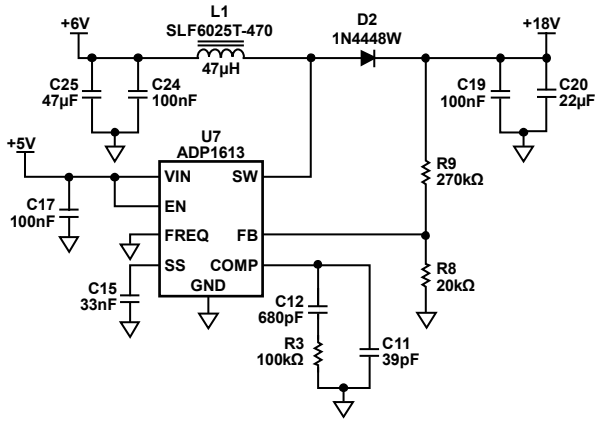 L1
SLF6025T-470
47µH
+6V
D2
1N4448W
+18V
C25
47µF
C24
100nF
C19
100nF
C20
22µF
U7
ADP1613
+5V
VIN
SW
EN
C17
100nF
R9
270kΩ
FREQ
FB
SS
COMP
GND
C15
33nF
R8
20kΩ
C12
680pF
R3
100kΩ
C11
39pF